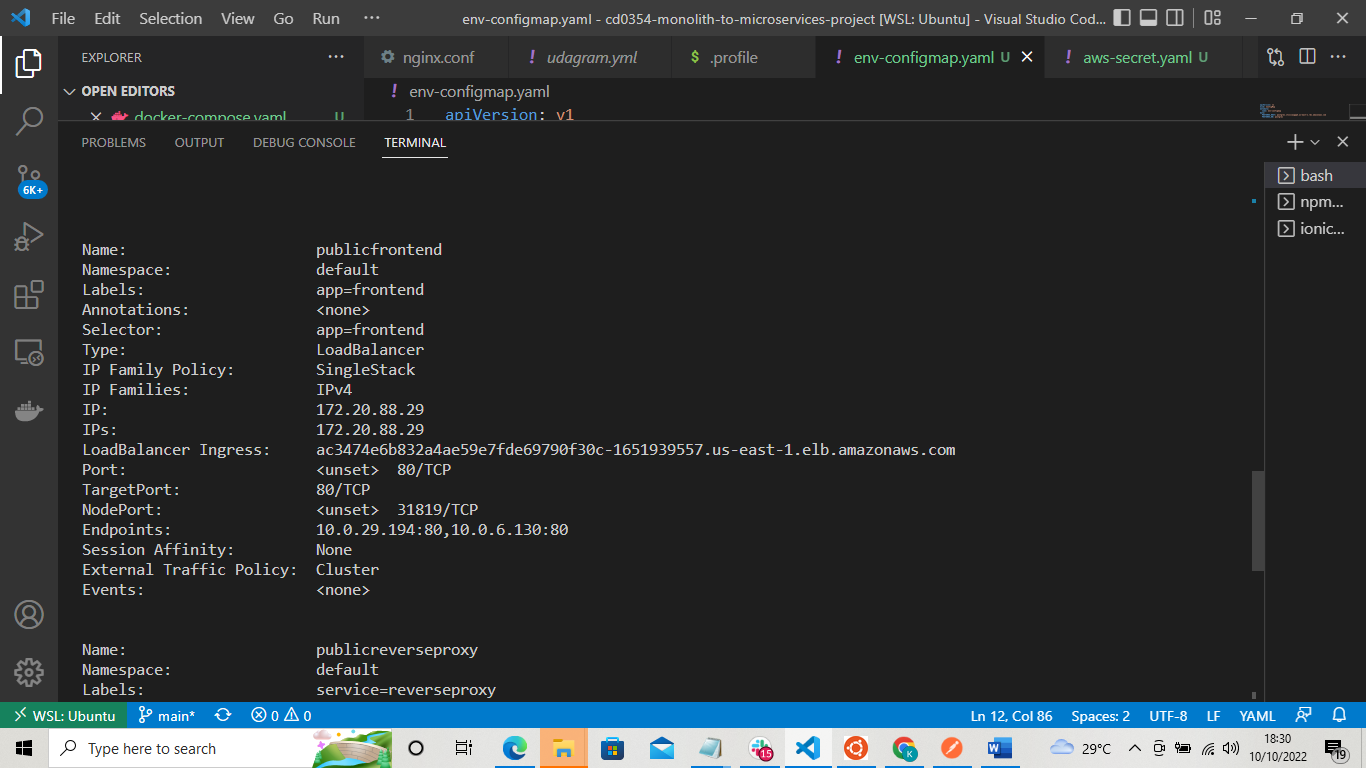 File Edit Selection View Go Run ··· env-configmap.yaml - cd0354-monolith-to-microservices-project [WSL: Ubuntu] - Visual Studio Cod...
EXPLORER ···
nginx.conf
! udagram.yml
$ .profile
! env-configmap.yaml U
! aws-secret.yaml U
OPEN EDITORS
! env-configmap.yaml
docker-compose.yaml U
1 apiVersion: v1
PROBLEMS OUTPUT DEBUG CONSOLE TERMINAL
bash
npm...
ionic...
6K+
Name: publicfrontend
Namespace: default
Labels: app=frontend
Annotations: <none>
Selector: app=frontend
Type: LoadBalancer
IP Family Policy: SingleStack
IP Families: IPv4
IP: 172.20.88.29
IPs: 172.20.88.29
LoadBalancer Ingress: ac3474e6b832a4ae59e7fde69790f30c-1651939557.us-east-1.elb.amazonaws.com
Port: <unset> 80/TCP
TargetPort: 80/TCP
NodePort: <unset> 31819/TCP
Endpoints: 10.0.29.194:80,10.0.6.130:80
Session Affinity: None
External Traffic Policy: Cluster
Events: <none>
Name: publicreverseproxy
Namespace: default
Labels: service=reverseproxy
WSL: Ubuntu main* 0 0 Ln 12, Col 86 Spaces: 2 UTF-8 LF YAML
Type here to search 15 29°C 18:30
10/10/2022 19